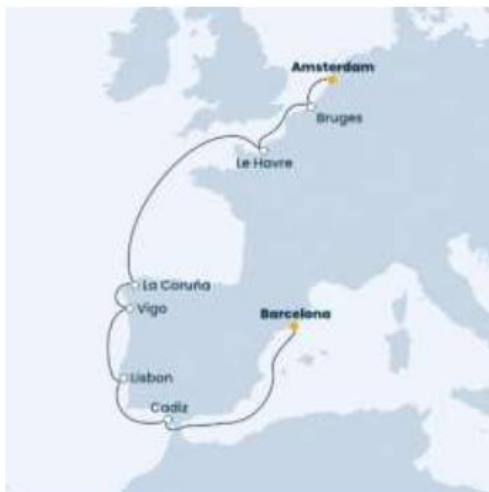 Amsterdam
Bruges
Le Havre
La Coruña
Vigo
Barcelona
Lisbon
Cadiz